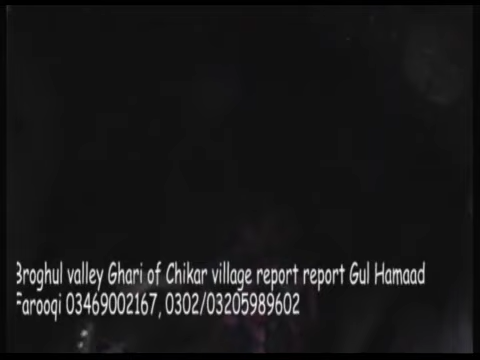 Broghul valley Ghari of Chikar village report report Gul Hamaad
Farooqi 03469002167, 0302/03205989602